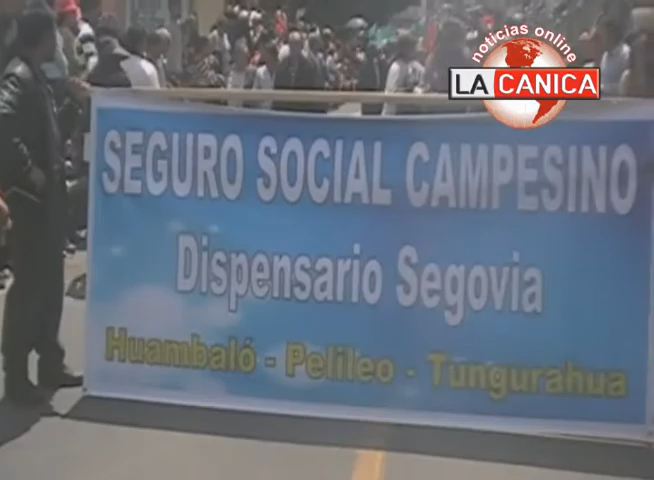 noticias online
LA CANICA
SEGURO SOCIAL CAMPESINO
Dispensario Segovia
Huambaló - Pelileo - Tungurahua